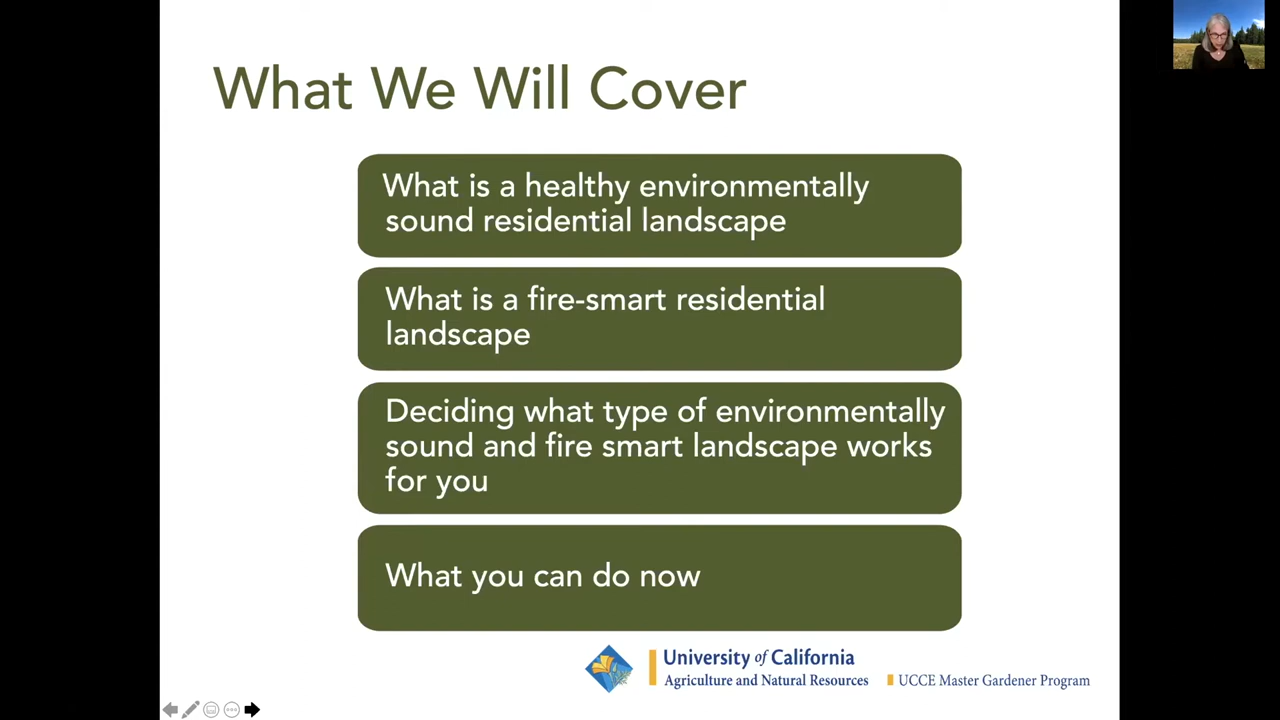 What We Will Cover
What is a healthy environmentally
sound residential landscape
What is a fire-smart residential
landscape
Deciding what type of environmentally
sound and fire smart landscape works
for you
What you can do now
University of California
Agriculture and Natural Resources
UCCE Master Gardener Program